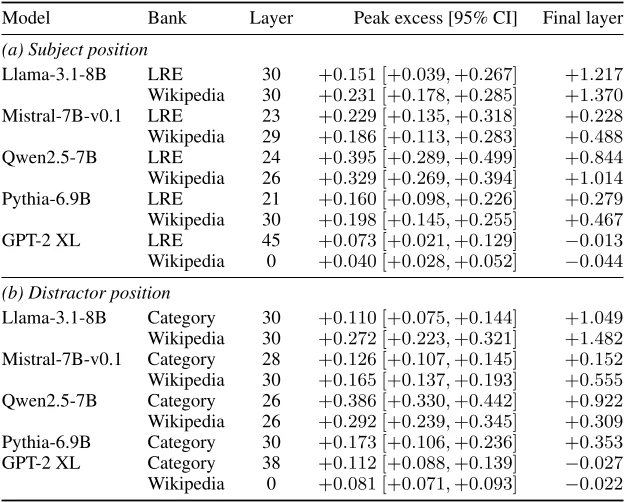 Model Bank Layer Peak excess [95% CI] Final layer
(a) Subject position
Llama-3.1-8B LRE 30 +0.151 [+0.039, +0.267] +1.217
Wikipedia 30 +0.231 [+0.178, +0.285] +1.370
Mistral-7B-v0.1 LRE 23 +0.229 [+0.135, +0.318] +0.228
Wikipedia 29 +0.186 [+0.113, +0.283] +0.488
Qwen2.5-7B LRE 24 +0.395 [+0.289, +0.499] +0.844
Wikipedia 26 +0.329 [+0.269, +0.394] +1.014
Pythia-6.9B LRE 21 +0.160 [+0.098, +0.226] +0.279
Wikipedia 30 +0.198 [+0.145, +0.255] +0.467
GPT-2 XL LRE 45 +0.073 [+0.021, +0.129] −0.013
Wikipedia 0 +0.040 [+0.028, +0.052] −0.044
(b) Distractor position
Llama-3.1-8B Category 30 +0.110 [+0.075, +0.144] +1.049
Wikipedia 30 +0.272 [+0.223, +0.321] +1.482
Mistral-7B-v0.1 Category 28 +0.126 [+0.107, +0.145] +0.152
Wikipedia 30 +0.165 [+0.137, +0.193] +0.555
Qwen2.5-7B Category 26 +0.386 [+0.330, +0.442] +0.922
Wikipedia 26 +0.292 [+0.239, +0.345] +0.309
Pythia-6.9B Category 30 +0.173 [+0.106, +0.236] +0.353
GPT-2 XL Category 38 +0.112 [+0.088, +0.139] −0.027
Wikipedia 0 +0.081 [+0.071, +0.093] −0.022